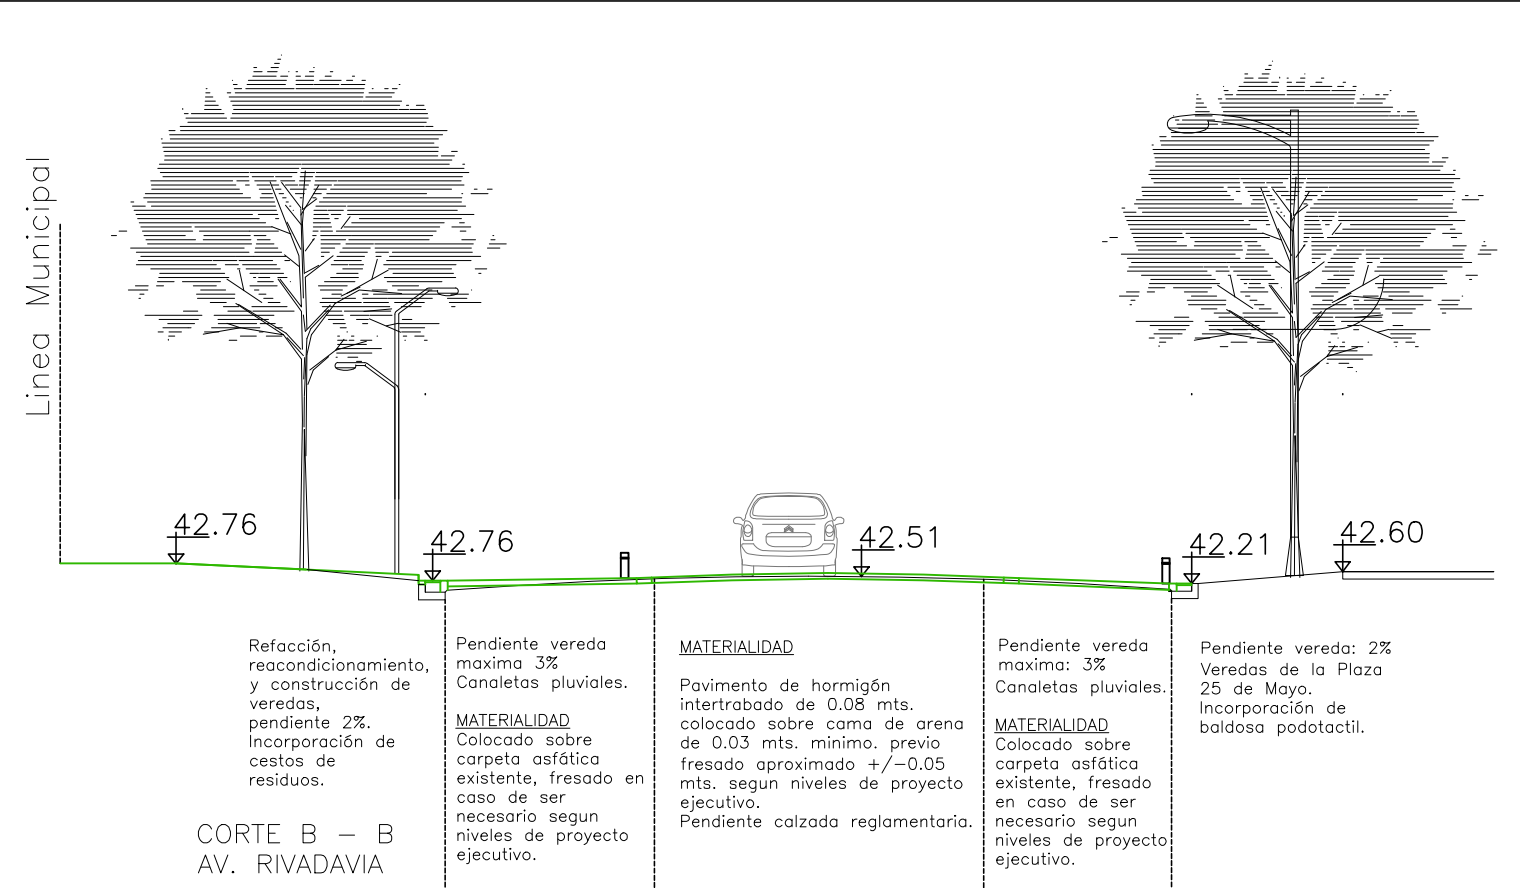 Linea Municipal
42.76
42.76
42.51
42.21
42.60
Refacción,
reacondicionamiento,
y construcción de
veredas,
pendiente 2%.
Incorporación de
cestos de
residuos.
Pendiente vereda
maxima 3%
Canaletas pluviales.
MATERIALIDAD
Colocado sobre
carpeta asfática
existente, fresado en
caso de ser
necesario segun
niveles de proyecto
ejecutivo.
MATERIALIDAD
Pavimento de hormigón
intertrabado de 0.08 mts.
colocado sobre cama de arena
de 0.03 mts. minimo. previo
fresado aproximado +/-0.05
mts. segun niveles de proyecto
ejecutivo.
Pendiente calzada reglamentaria.
Pendiente vereda
maxima: 3%
Canaletas pluviales.
MATERIALIDAD
Colocado sobre
carpeta asfática
existente, fresado
en caso de ser
necesario segun
niveles de proyecto
ejecutivo.
Pendiente vereda: 2%
Veredas de la Plaza
25 de Mayo.
Incorporación de
baldosa podotactil.
CORTE B - B
AV. RIVADAVIA